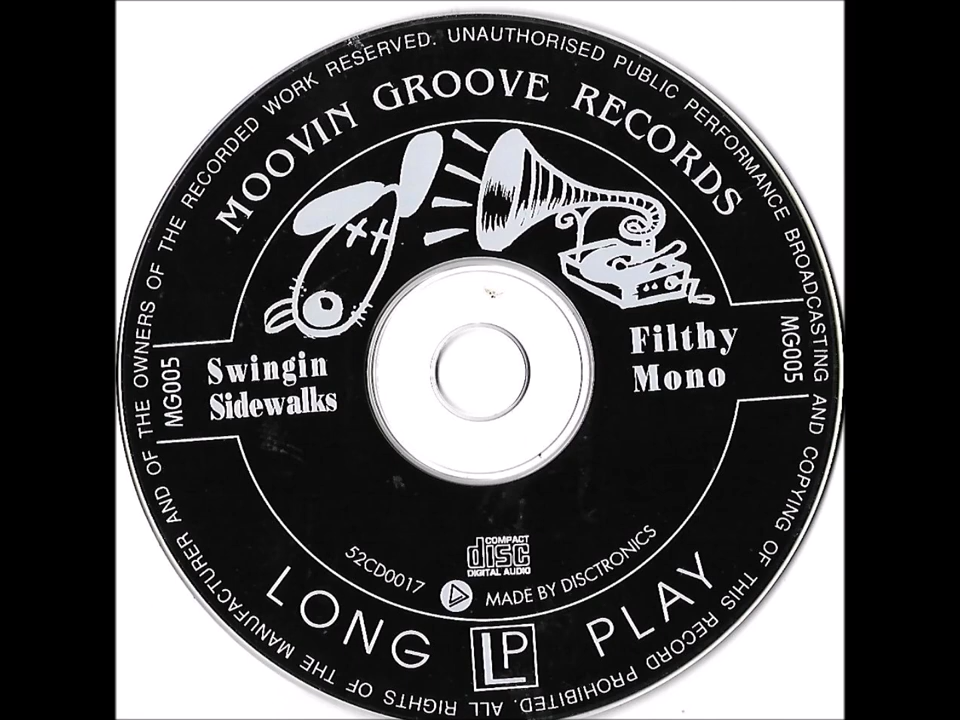 ALL RIGHTS OF THE MANUFACTURER AND OF THE OWNERS OF THE RECORDED WORK RESERVED. UNAUTHORISED PUBLIC PERFORMANCE BROADCASTING AND COPYING OF THIS RECORD PROHIBITED.
MOOVIN GROOVE RECORDS
MG005
Swingin
Sidewalks
Filthy
Mono
MG005
COMPACT
disc
DIGITAL AUDIO
52CD0017
MADE BY DISCTRONICS
LONG
LP
PLAY